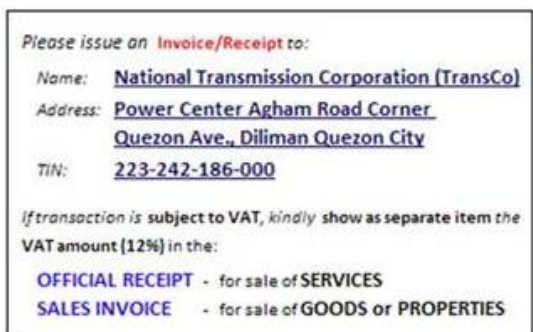 Please issue an Invoice/Receipt to:
Name: National Transmission Corporation (TransCo)
Address: Power Center Agham Road Corner
Quezon Ave., Diliman Quezon City
TIN: 223-242-186-000
If transaction is subject to VAT, kindly show as separate item the
VAT amount (12%) in the:
OFFICIAL RECEIPT - for sale of SERVICES
SALES INVOICE - for sale of GOODS or PROPERTIES